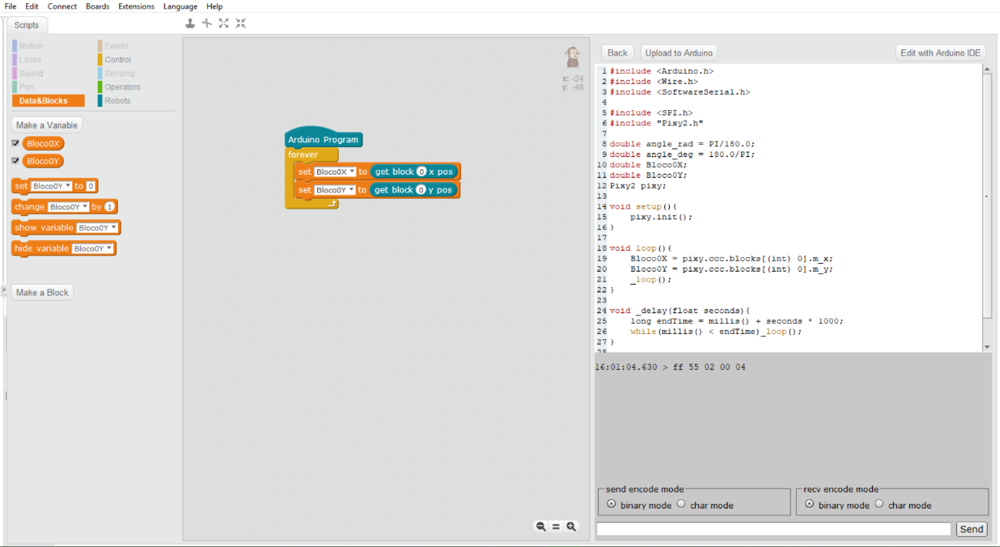 File Edit Connect Boards Extensions Language Help
Scripts
Motion Events
Looks Control
Sound Sensing
Pen Operators
Data&Blocks Robots
Make a Variable
Bloco0X
Bloco0Y
set Bloco0Y to 0
change Bloco0Y by 1
show variable Bloco0Y
hide variable Bloco0Y
Make a Block
x: -24
y: -48
Arduino Program
forever
set Bloco0X to get block 0 x pos
set Bloco0Y to get block 0 y pos
Back Upload to Arduino Edit with Arduino IDE
1 #include <Arduino.h>
2 #include <Wire.h>
3 #include <SoftwareSerial.h>
4
5 #include <SPI.h>
6 #include "Pixy2.h"
7
8 double angle_rad = PI/180.0;
9 double angle_deg = 180.0/PI;
10 double Bloco0X;
11 double Bloco0Y;
12 Pixy2 pixy;
13
14 void setup(){
15 pixy.init();
16 }
17
18 void loop(){
19 Bloco0X = pixy.ccc.blocks[(int) 0].m_x;
20 Bloco0Y = pixy.ccc.blocks[(int) 0].m_y;
21 _loop();
22 }
23
24 void _delay(float seconds){
25 long endTime = millis() + seconds * 1000;
26 while(millis() < endTime)_loop();
27 }
28
16:01:04.630 > ff 55 02 00 04
send encode mode
binary mode char mode
recv encode mode
binary mode char mode
Send